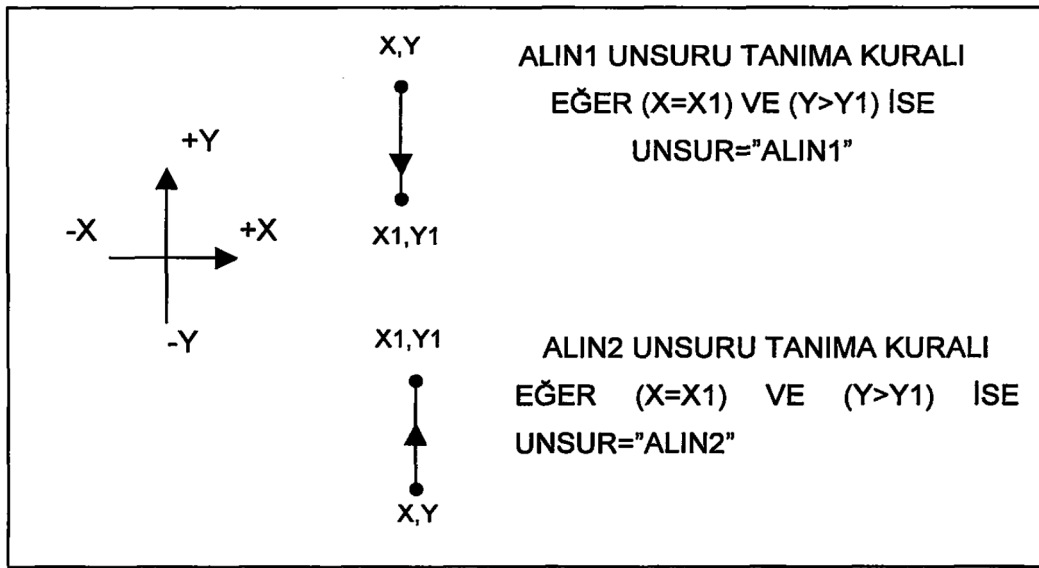 X,Y
ALIN1 UNSURU TANIMA KURALI
EĞER (X=X1) VE (Y>Y1) İSE
UNSUR="ALIN1"
+Y
-X
+X
-Y
X1,Y1
X1,Y1
ALIN2 UNSURU TANIMA KURALI
EĞER (X=X1) VE (Y>Y1) İSE
UNSUR="ALIN2"
X,Y